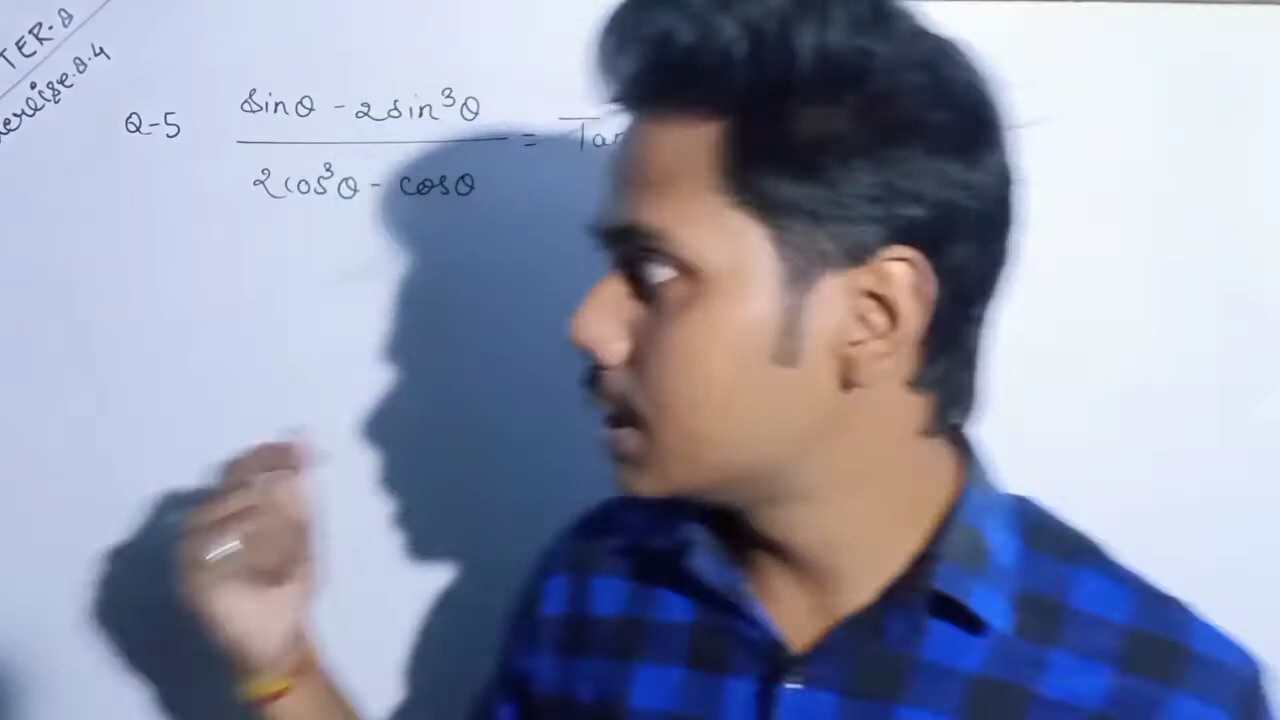 TER-8
ercise.8.4
Q-5 sinθ - 2sin³θ
= Tan
2cos³θ - cosθ